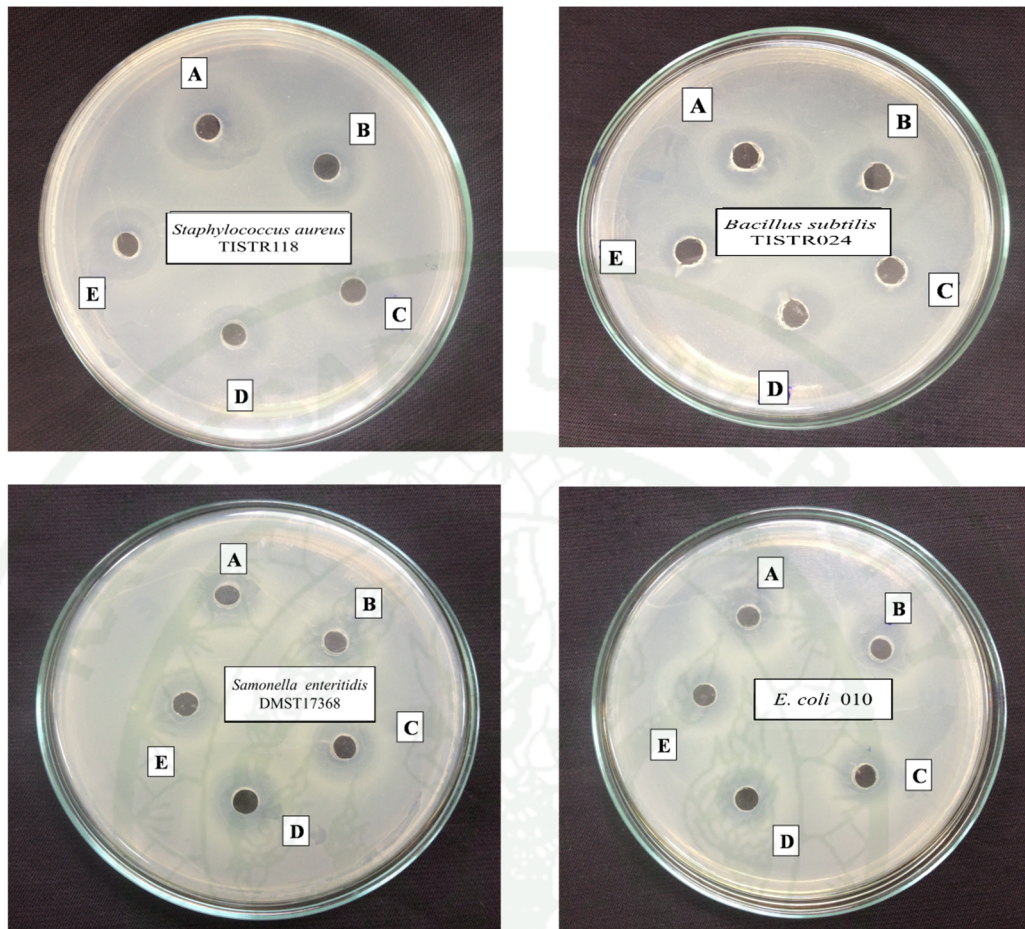 A
B
Staphylococcus aureus
TISTR118
E
C
D
A
B
Bacillus subtilis
TISTR024
E
C
D
A
B
Samonella enteritidis
DMST17368
C
E
D
A
B
E. coli 010
E
C
D